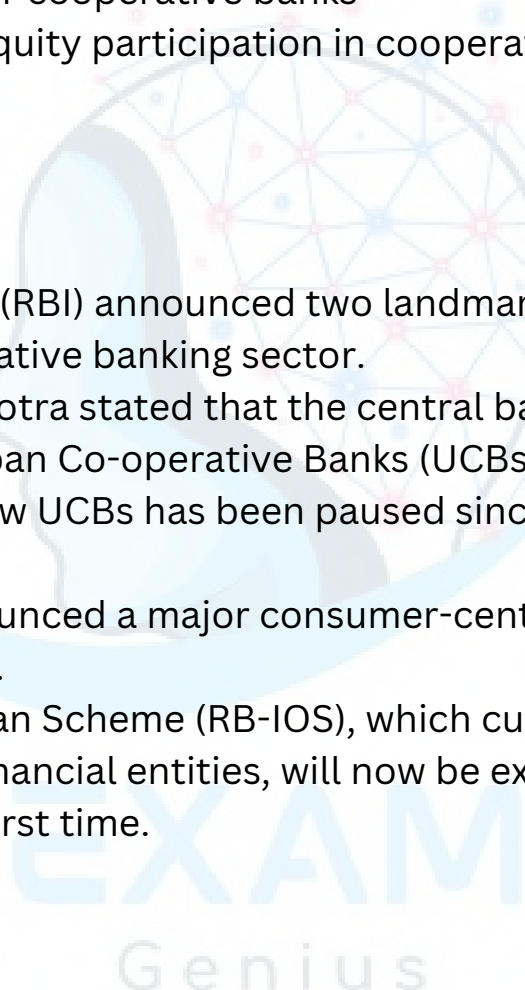 cooperative banks
quity participation in coopera
(RBI) announced two landmar
ative banking sector.
otra stated that the central ba
ban Co-operative Banks (UCBs
w UCBs has been paused sinc
unced a major consumer-cent
.
an Scheme (RB-IOS), which cu
nancial entities, will now be ex
rst time.
EXAM
Genius